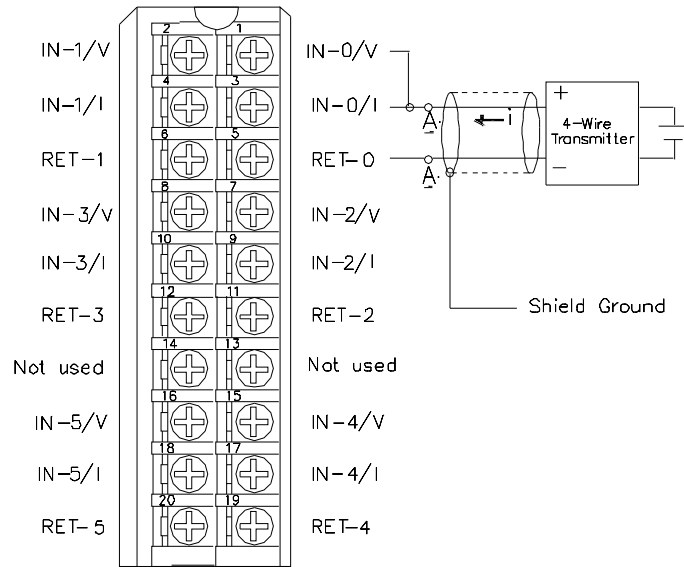 2 1
IN-1/V IN-0/V
4 3
IN-1/I IN-0/I A. i + 4-Wire
Transmitter
6 5
RET-1 RET-0 A. -
8 7
IN-3/V IN-2/V
10 9
IN-3/I IN-2/I
12 11
RET-3 RET-2 Shield Ground
14 13
Not used Not used
16 15
IN-5/V IN-4/V
18 17
IN-5/I IN-4/I
20 19
RET-5 RET-4